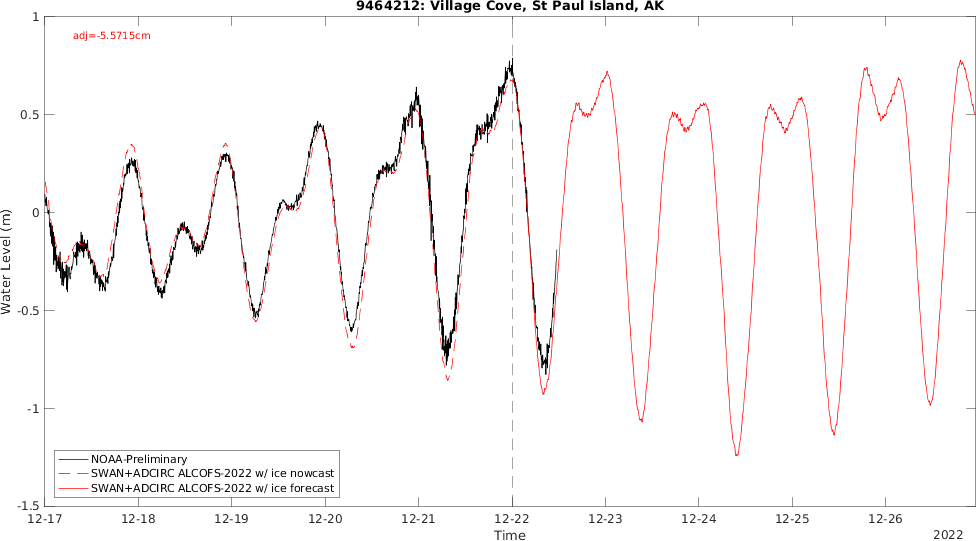 9464212: Village Cove, St Paul Island, AK
adj=-5.5715cm
1
0.5
0
-0.5
-1
-1.5
Water Level (m)
NOAA-Preliminary
SWAN+ADCIRC ALCOFS-2022 w/ ice nowcast
SWAN+ADCIRC ALCOFS-2022 w/ ice forecast
12-17 12-18 12-19 12-20 12-21 12-22 12-23 12-24 12-25 12-26
Time
2022